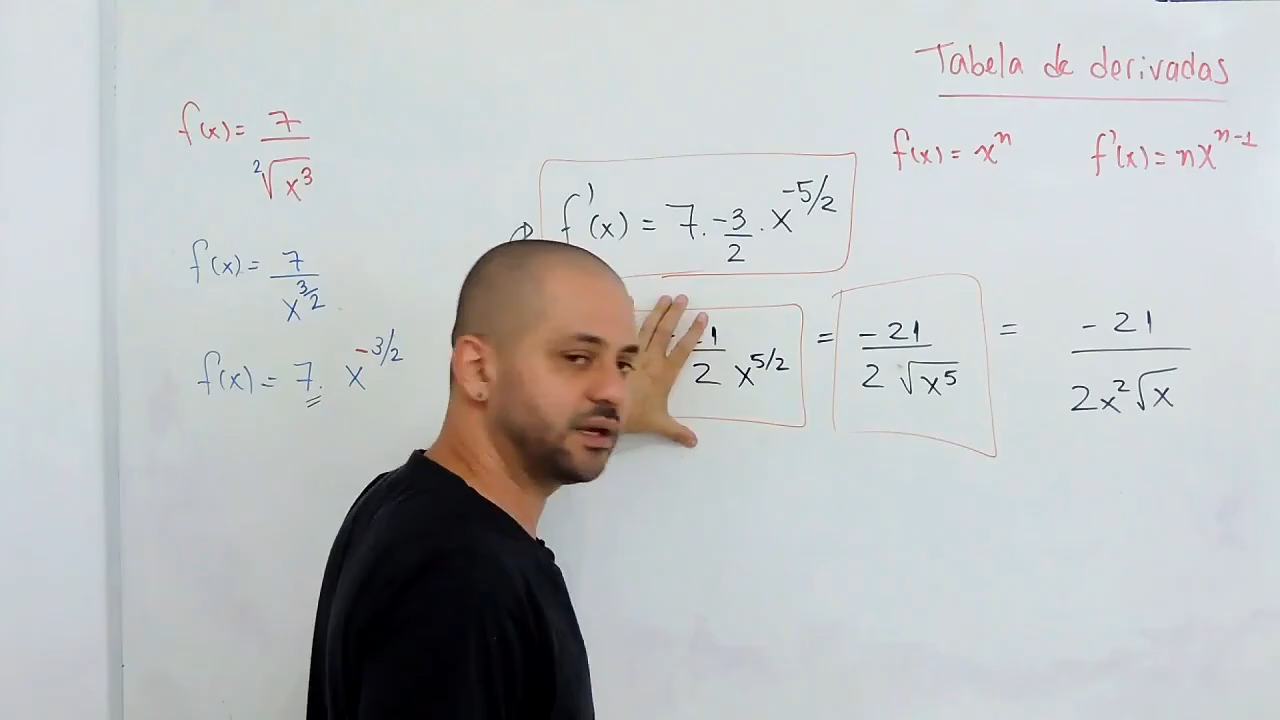 Tabela de derivadas
f(x) = x^n f'(x) = nx^{n-1}
f(x) = 7/²√x³
f(x) = 7/x^{3/2}
f(x) = 7. x^{-3/2}
f'(x) = 7. -3/2 . x^{-5/2}
1/2 x^{5/2} = -21/2√x⁵ = -21/2x²√x